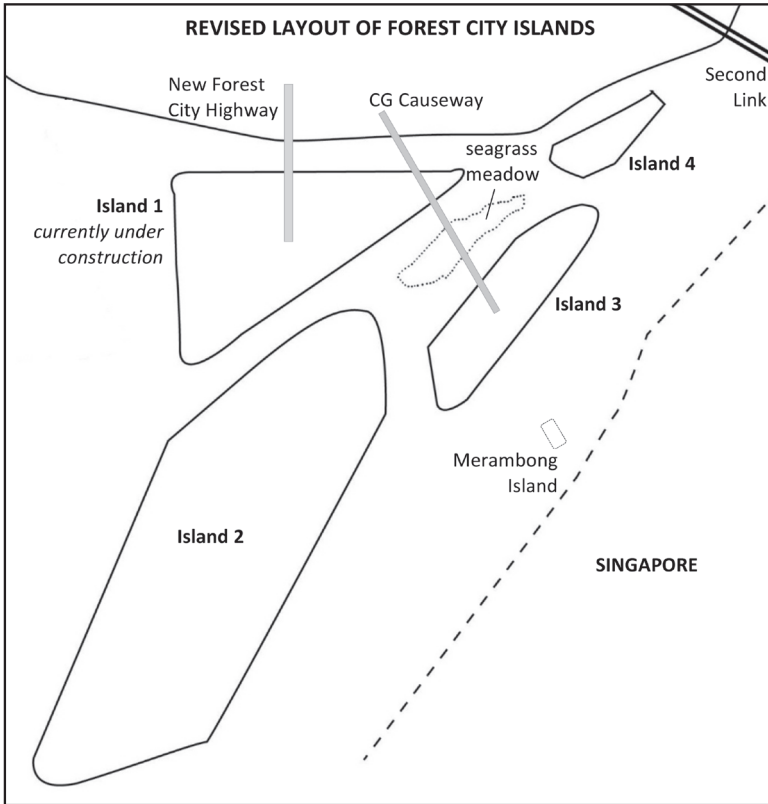 REVISED LAYOUT OF FOREST CITY ISLANDS
New Forest
City Highway
CG Causeway
Second
Link
seagrass
meadow
Island 4
Island 1
currently under
construction
Island 3
Merambong
Island
Island 2
SINGAPORE